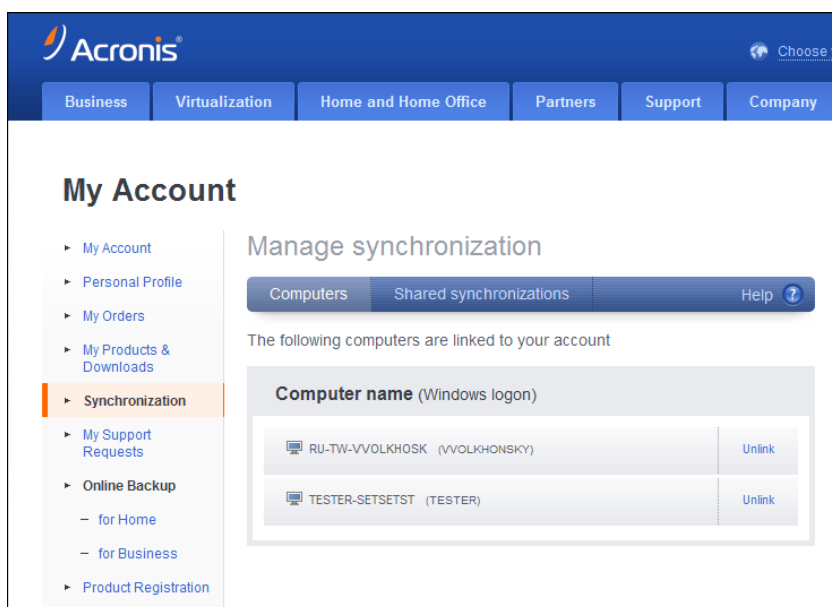 Acronis®
Choose
Business
Virtualization
Home and Home Office
Partners
Support
Company
My Account
My Account
Personal Profile
My Orders
My Products &
Downloads
Synchronization
My Support
Requests
Online Backup
– for Home
– for Business
Product Registration
Manage synchronization
Computers
Shared synchronizations
Help ?
The following computers are linked to your account
Computer name (Windows logon)
RU-TW-VVOLKHOSK (VVOLKHONSKY)
Unlink
TESTER-SETSETST (TESTER)
Unlink